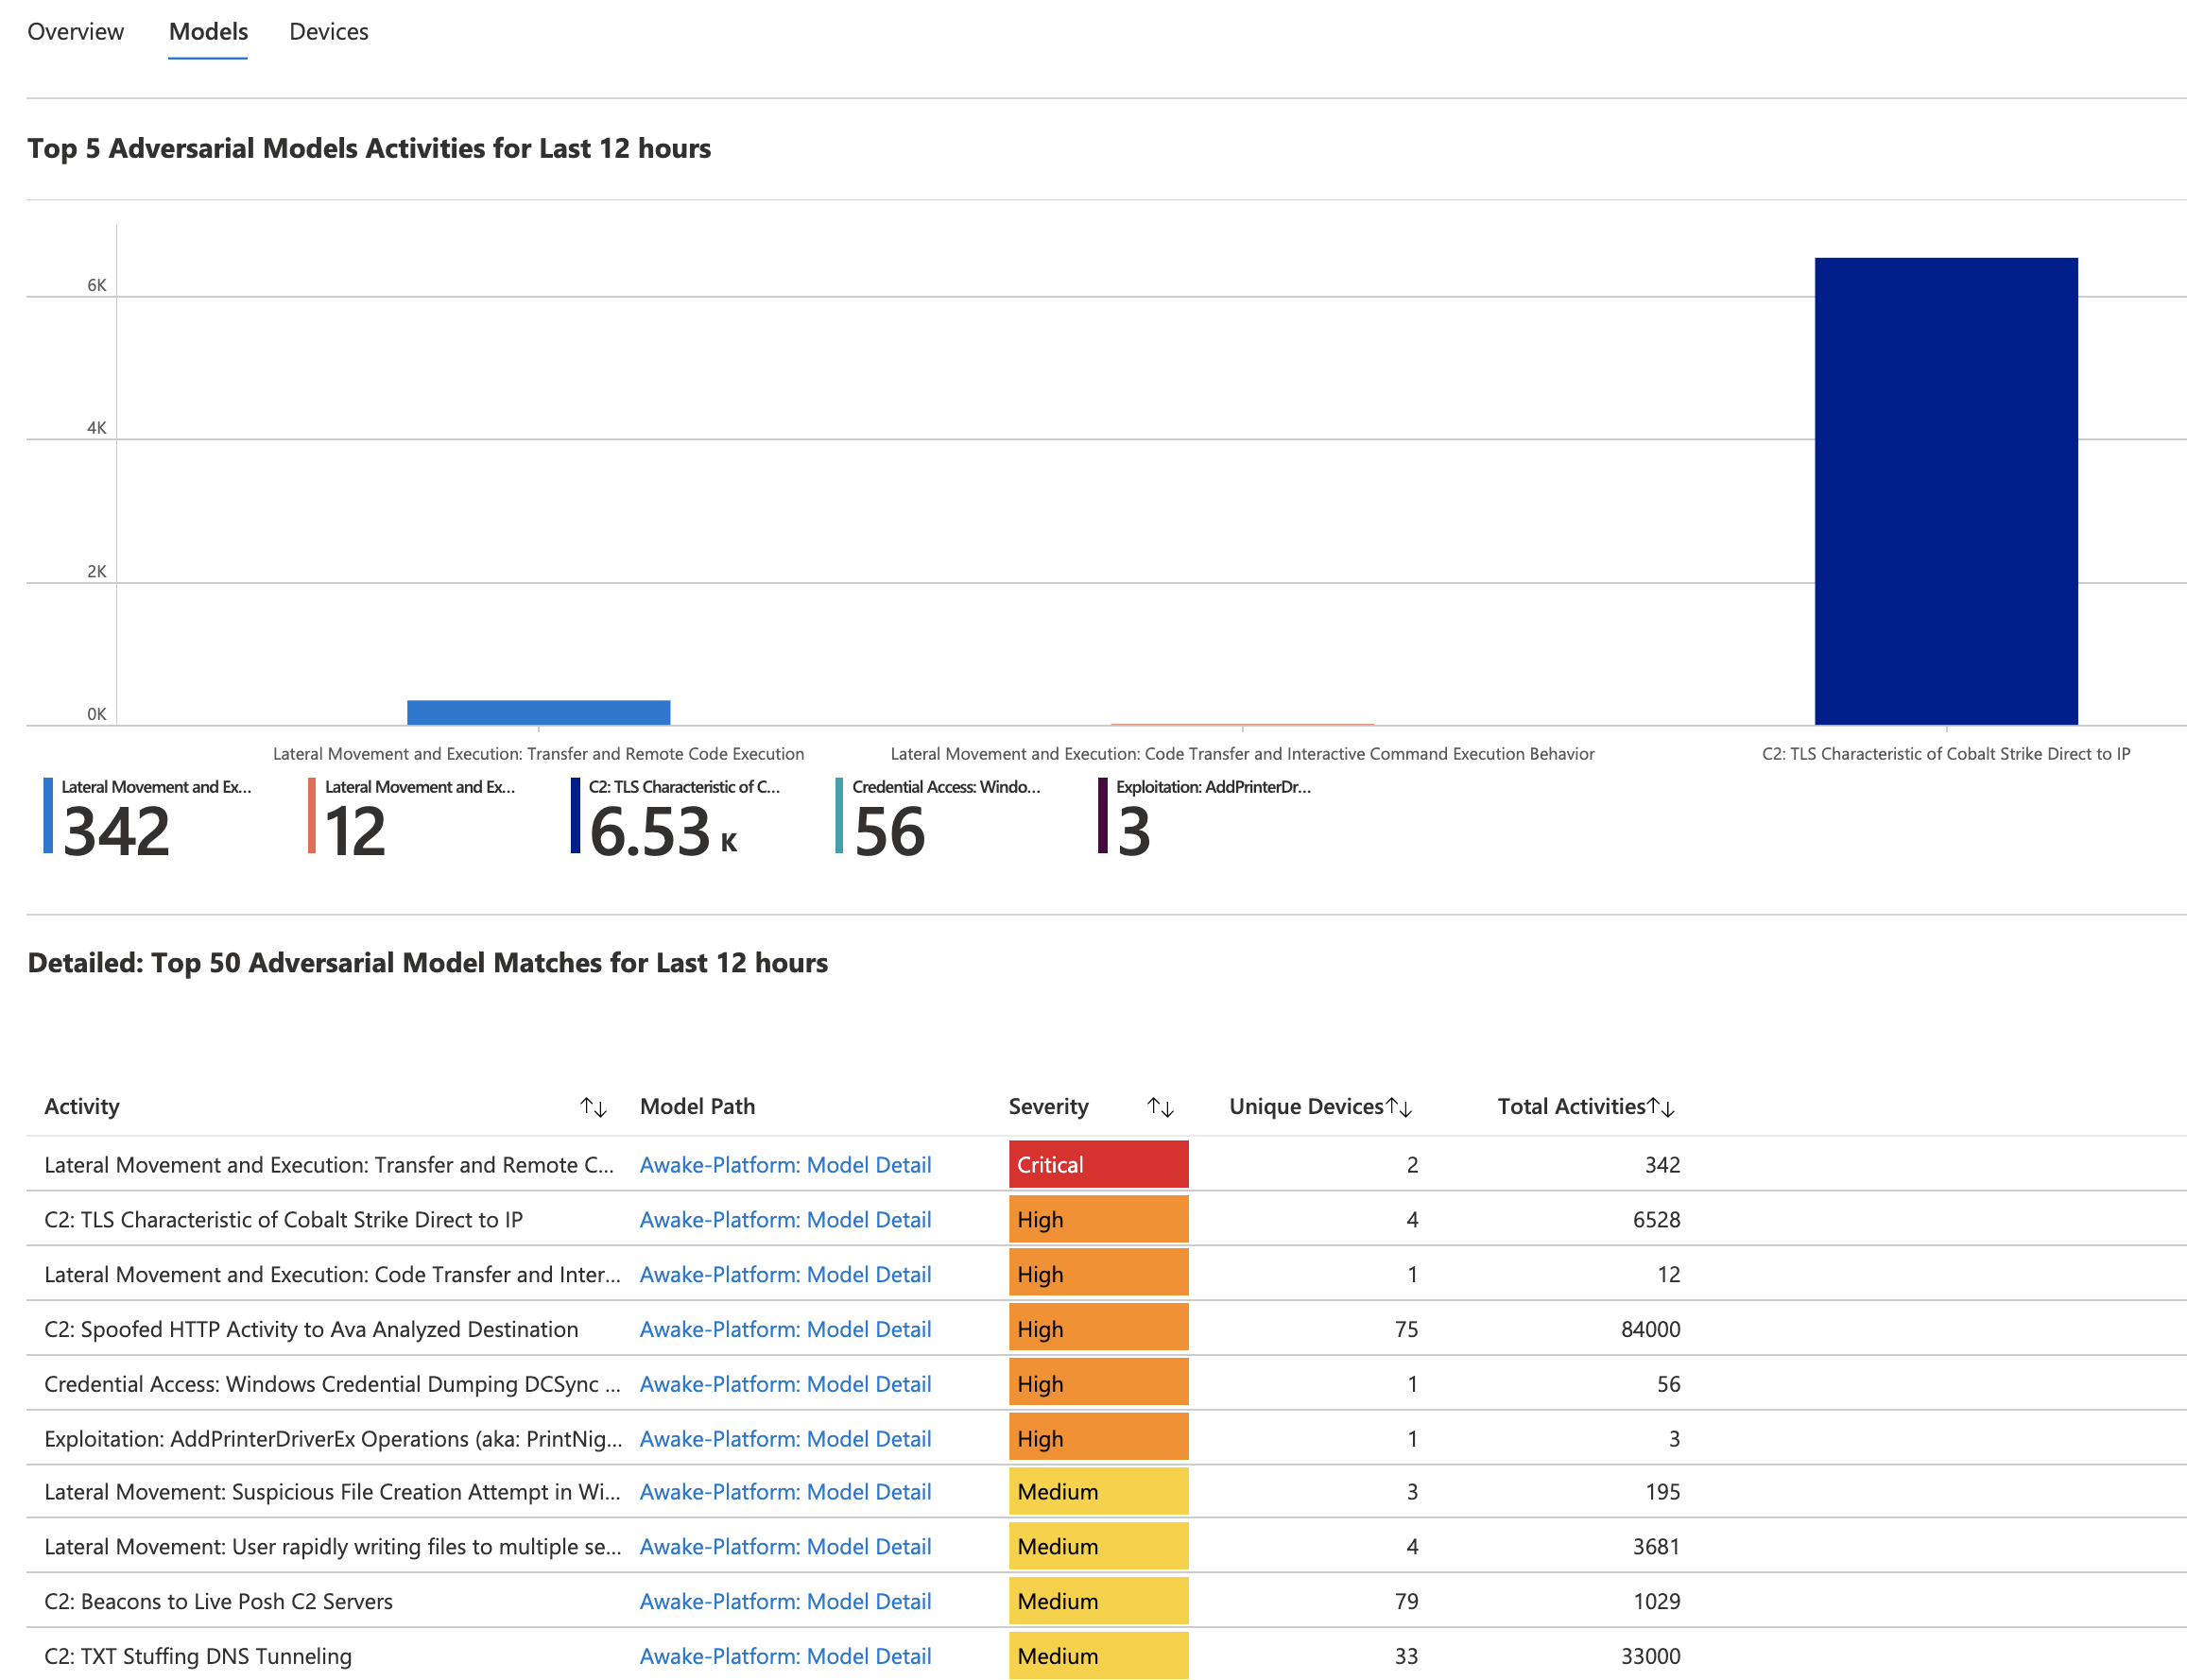 Overview Models Devices
Top 5 Adversarial Models Activities for Last 12 hours
6K
4K
2K
0K
Lateral Movement and Execution: Transfer and Remote Code Execution Lateral Movement and Execution: Code Transfer and Interactive Command Execution Behavior C2: TLS Characteristic of Cobalt Strike Direct to IP
Lateral Movement and Ex... Lateral Movement and Ex... C2: TLS Characteristic of C... Credential Access: Windo... Exploitation: AddPrinterDr...
342 12 6.53 K 56 3
Detailed: Top 50 Adversarial Model Matches for Last 12 hours
Activity ↑↓ Model Path Severity ↑↓ Unique Devices↑↓ Total Activities↑↓
Lateral Movement and Execution: Transfer and Remote C... Awake-Platform: Model Detail Critical 2 342
C2: TLS Characteristic of Cobalt Strike Direct to IP Awake-Platform: Model Detail High 4 6528
Lateral Movement and Execution: Code Transfer and Inter... Awake-Platform: Model Detail High 1 12
C2: Spoofed HTTP Activity to Ava Analyzed Destination Awake-Platform: Model Detail High 75 84000
Credential Access: Windows Credential Dumping DCSync ... Awake-Platform: Model Detail High 1 56
Exploitation: AddPrinterDriverEx Operations (aka: PrintNig... Awake-Platform: Model Detail High 1 3
Lateral Movement: Suspicious File Creation Attempt in Wi... Awake-Platform: Model Detail Medium 3 195
Lateral Movement: User rapidly writing files to multiple se... Awake-Platform: Model Detail Medium 4 3681
C2: Beacons to Live Posh C2 Servers Awake-Platform: Model Detail Medium 79 1029
C2: TXT Stuffing DNS Tunneling Awake-Platform: Model Detail Medium 33 33000